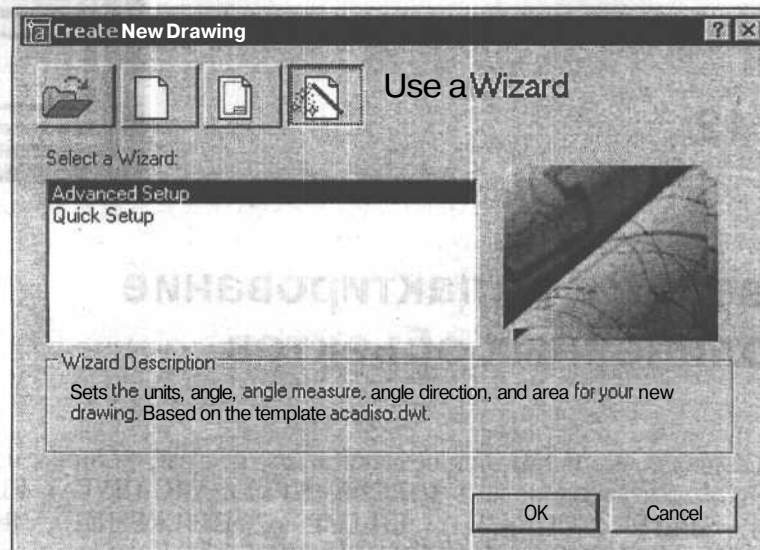 Create New Drawing
Use a Wizard
Select a Wizard:
Advanced Setup
Quick Setup
Wizard Description
Sets the units, angle, angle measure, angle direction, and area for your new
drawing. Based on the template acadiso.dwt.
OK
Cancel